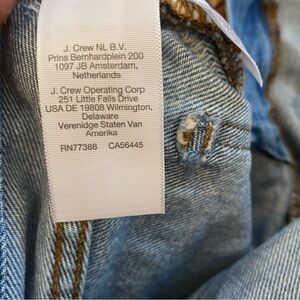 J. Crew NL B.V.
Prins Bernhardplein 200
1097 JB Amsterdam,
Netherlands
J. Crew Operating Corp
251 Little Falls Drive
USA DE 19808 Wilmington,
Delaware
Verenidge Staten Van
Amerika
RN77388 CA56445